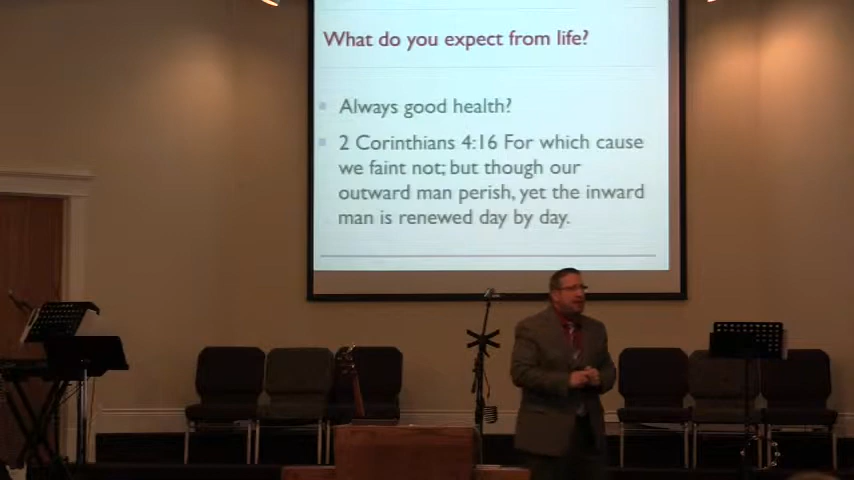 What do you expect from life?
Always good health?
2 Corinthians 4:16 For which cause
we faint not; but though our
outward man perish, yet the inward
man is renewed day by day.